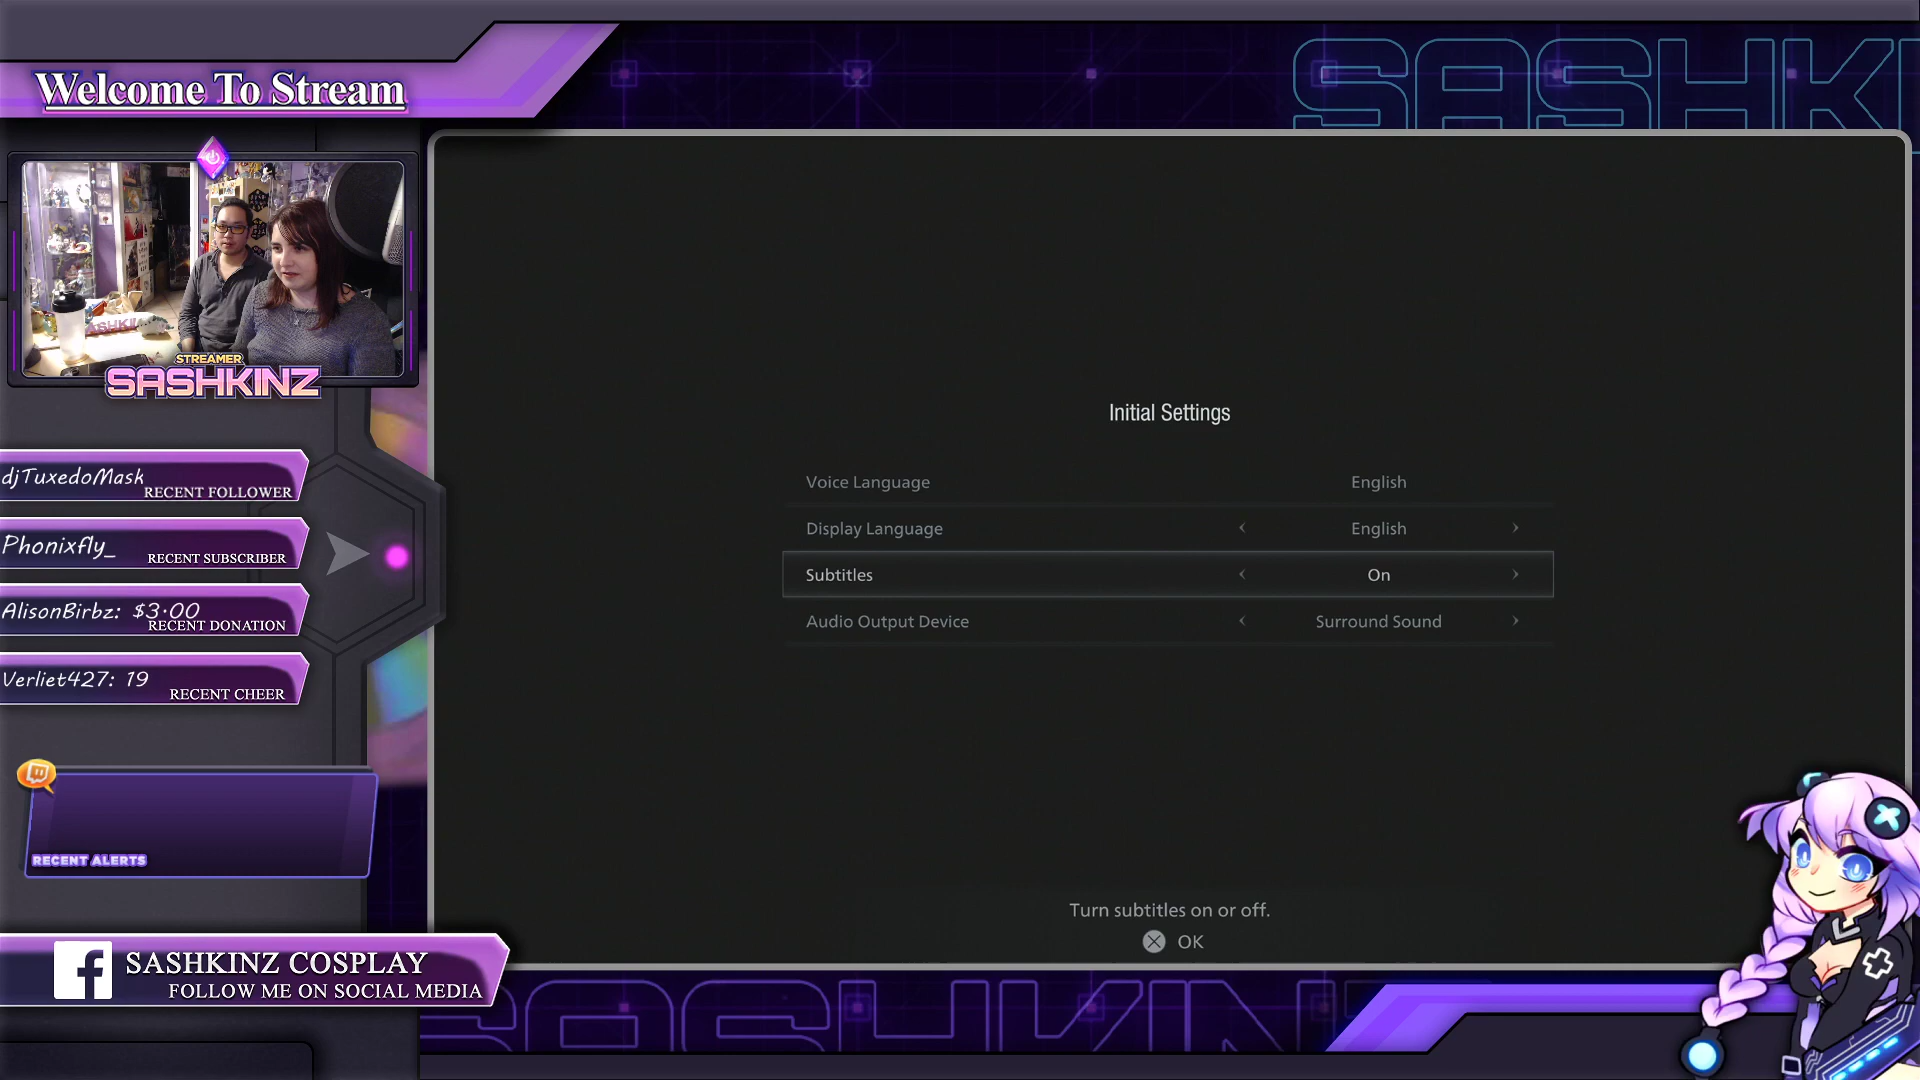 Welcome To Stream
SASHK
STREAMER
SASHKINZ
djTuxedoMask
RECENT FOLLOWER
Phonixfly_
RECENT SUBSCRIBER
AlisonBirbz: $3.00
RECENT DONATION
Verliet427: 19
RECENT CHEER
RECENT ALERTS
SASHKINZ COSPLAY
FOLLOW ME ON SOCIAL MEDIA
Initial Settings
Voice Language English
Display Language English
Subtitles On
Audio Output Device Surround Sound
Turn subtitles on or off.
OK
SASHKINZ